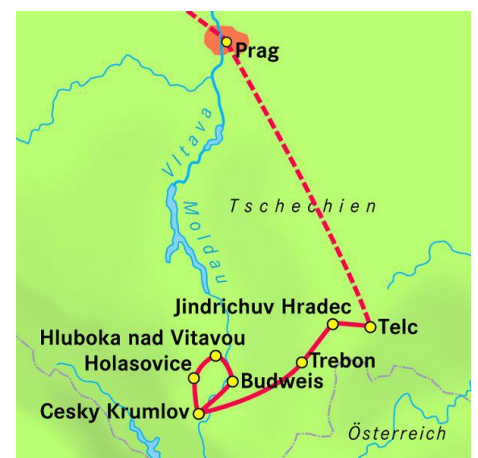 Prag
Vltava
Moldau
Tschechien
Jindrichuv Hradec
Telc
Hluboka nad Vitavou
Holasovice
Trebon
Budweis
Cesky Krumlov
Österreich